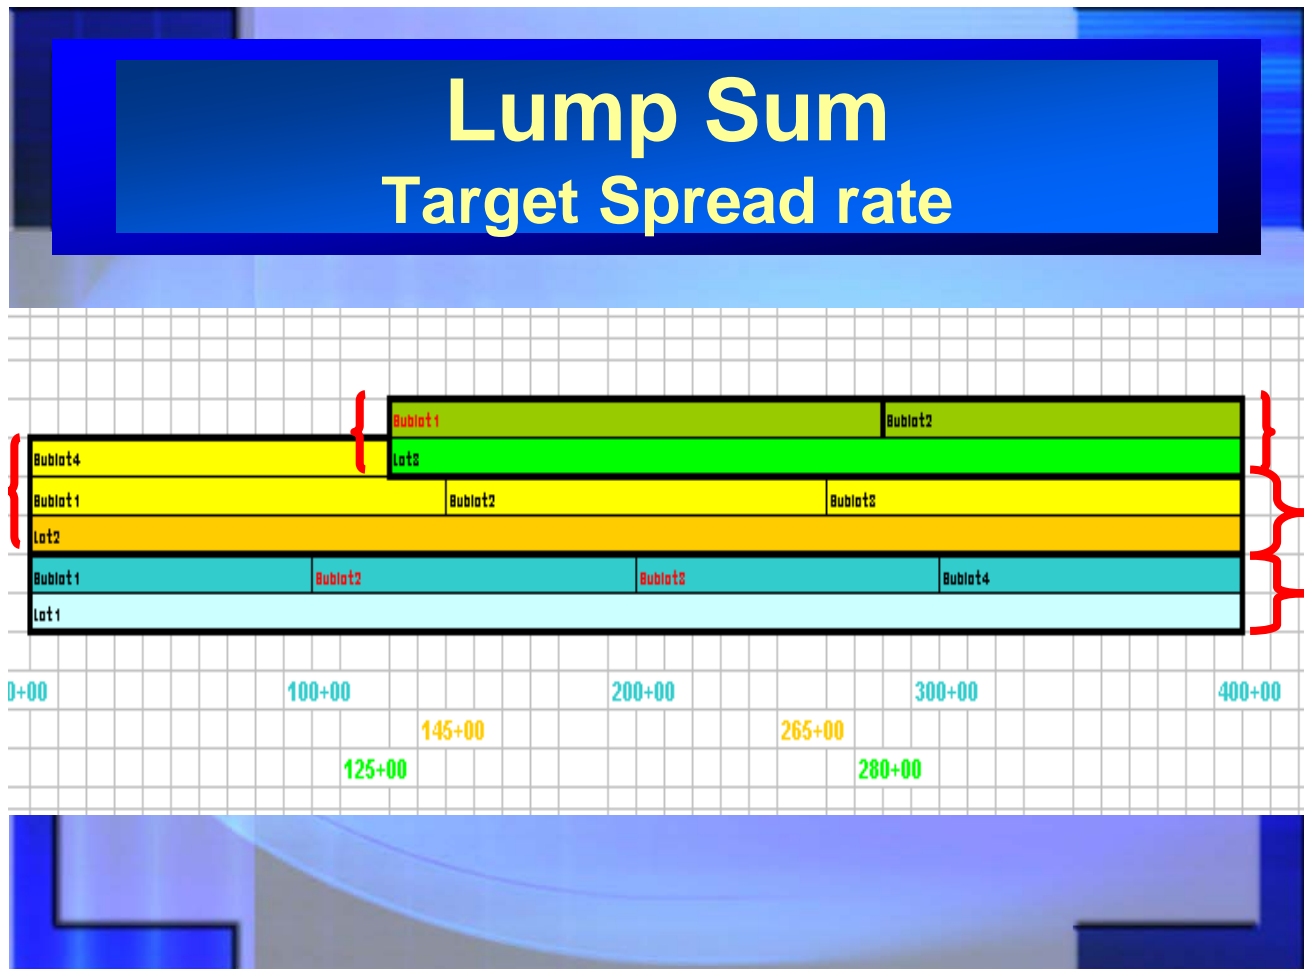 Lump Sum
Target Spread rate
Sublot1
Sublot2
Lot3
Sublot4
Sublot1
Sublot2
Sublot3
Lot2
Sublot1
Sublot2
Sublot3
Sublot4
Lot1
0+00
100+00
200+00
300+00
400+00
145+00
265+00
125+00
280+00